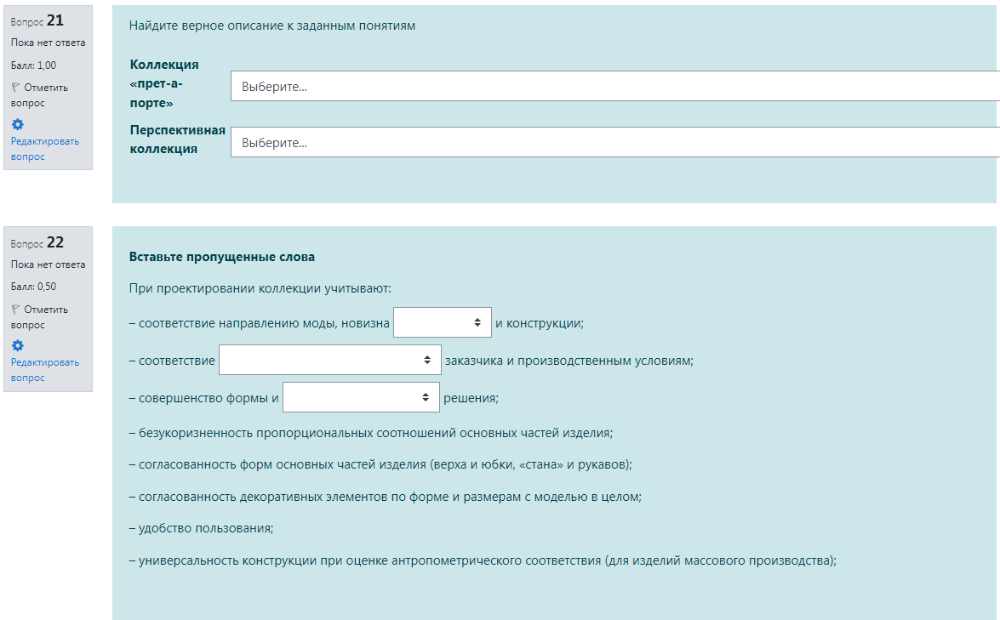 Вопрос 21
Пока нет ответа
Балл: 1,00
Отметить
вопрос
Редактировать
вопрос
Найдите верное описание к заданным понятиям
Коллекция
«прет-а-
порте»
Выберите...
Перспективная
коллекция
Выберите...
Вопрос 22
Пока нет ответа
Балл: 0,50
Отметить
вопрос
Редактировать
вопрос
Вставьте пропущенные слова
При проектировании коллекции учитывают:
– соответствие направлению моды, новизна и конструкции;
– соответствие заказчика и производственным условиям;
– совершенство формы и решения;
– безукоризненность пропорциональных соотношений основных частей изделия;
– согласованность форм основных частей изделия (верха и юбки, «стана» и рукавов);
– согласованность декоративных элементов по форме и размерам с моделью в целом;
– удобство пользования;
– универсальность конструкции при оценке антропометрического соответствия (для изделий массового производства);